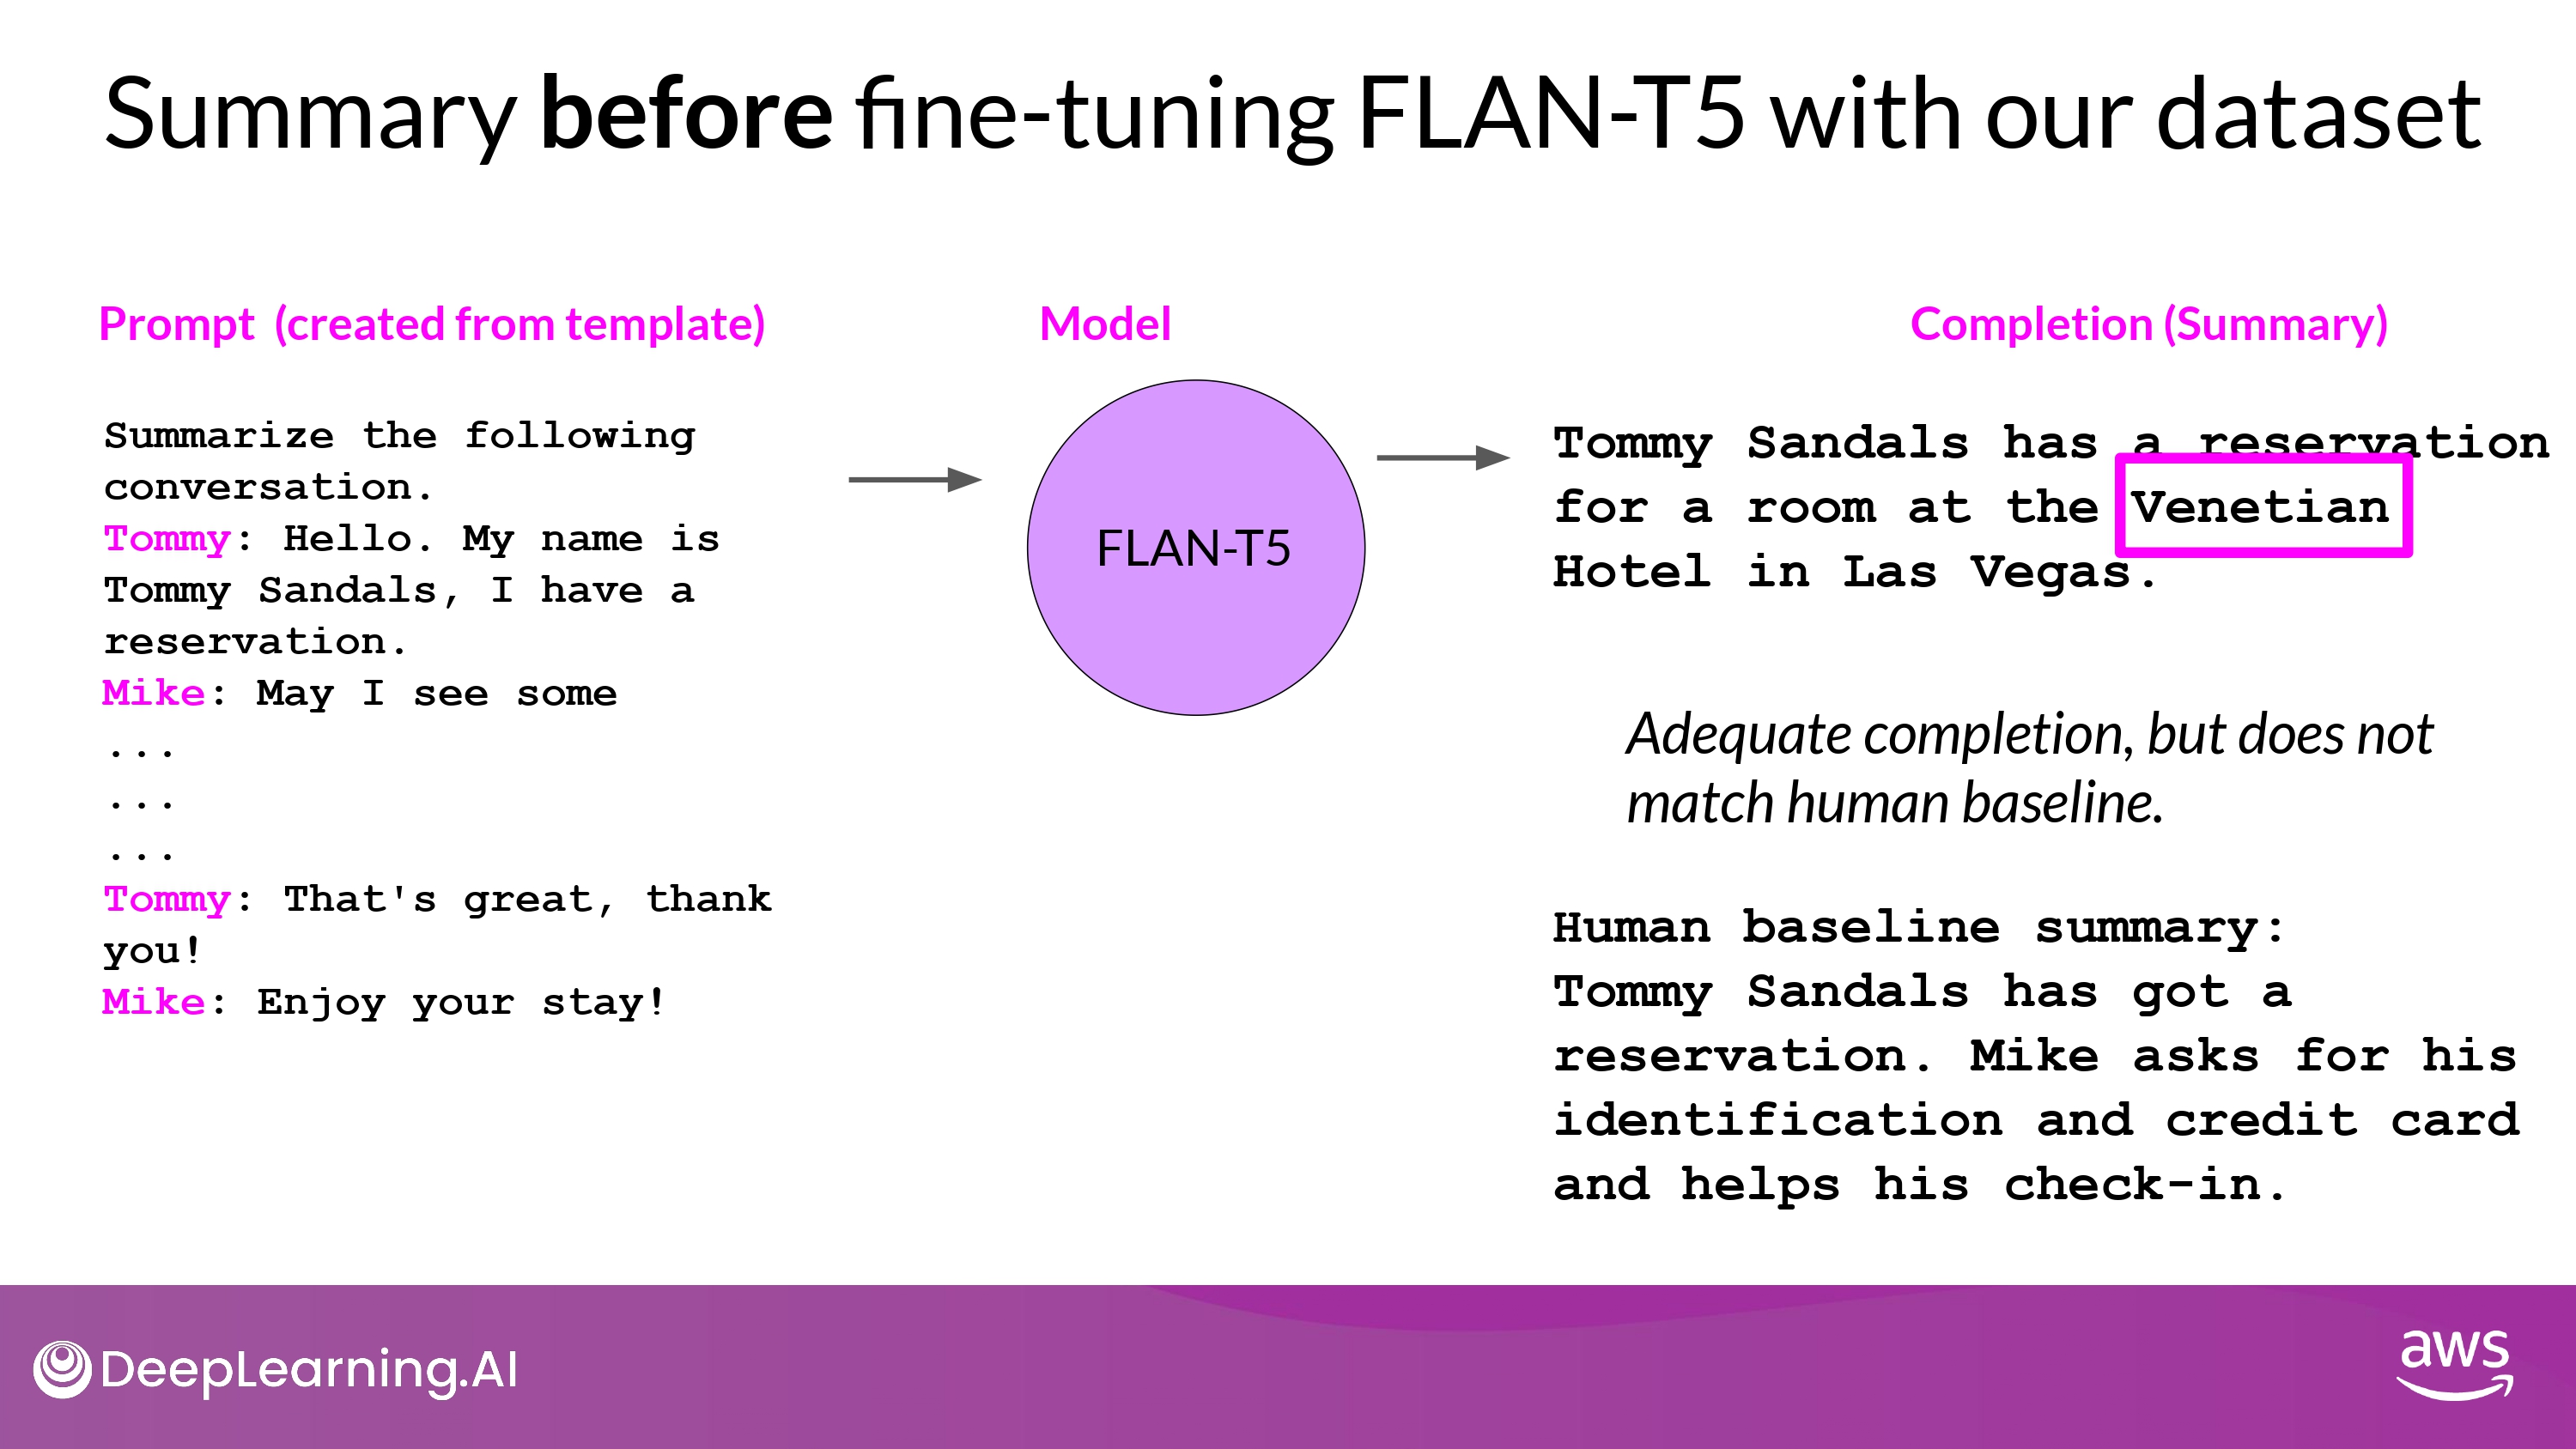 Summary before fine-tuning FLAN-T5 with our dataset
Prompt (created from template)
Summarize the following
conversation.
Tommy: Hello. My name is
Tommy Sandals, I have a
reservation.
Mike: May I see some
...
...
...
Tommy: That's great, thank
you!
Mike: Enjoy your stay!
Model
FLAN-T5
Completion (Summary)
Tommy Sandals has a reservation
for a room at the Venetian
Hotel in Las Vegas.
Adequate completion, but does not
match human baseline.
Human baseline summary:
Tommy Sandals has got a
reservation. Mike asks for his
identification and credit card
and helps his check-in.
DeepLearning.AI
aws